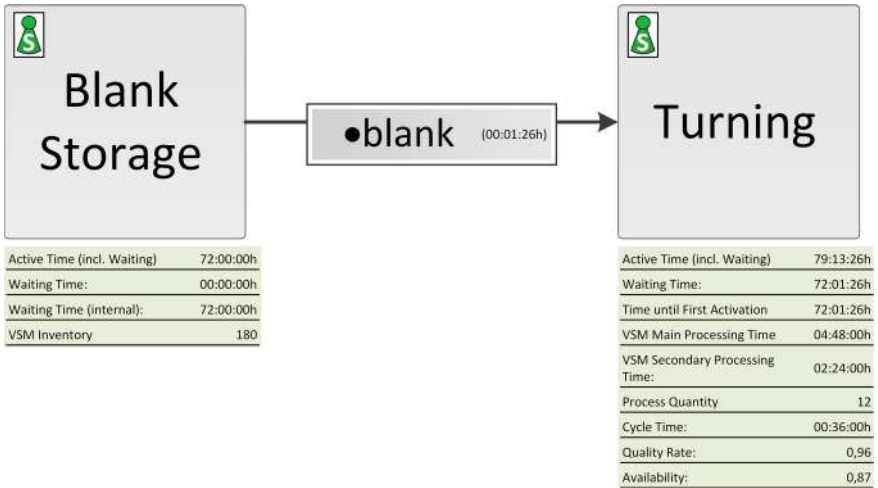 S
Blank
Storage
•blank (00:01:26h)
S
Turning
Active Time (incl. Waiting) 72:00:00h
Waiting Time: 00:00:00h
Waiting Time (internal): 72:00:00h
VSM Inventory 180
Active Time (incl. Waiting) 79:13:26h
Waiting Time: 72:01:26h
Time until First Activation 72:01:26h
VSM Main Processing Time 04:48:00h
VSM Secondary Processing
Time: 02:24:00h
Process Quantity 12
Cycle Time: 00:36:00h
Quality Rate: 0,96
Availability: 0,87